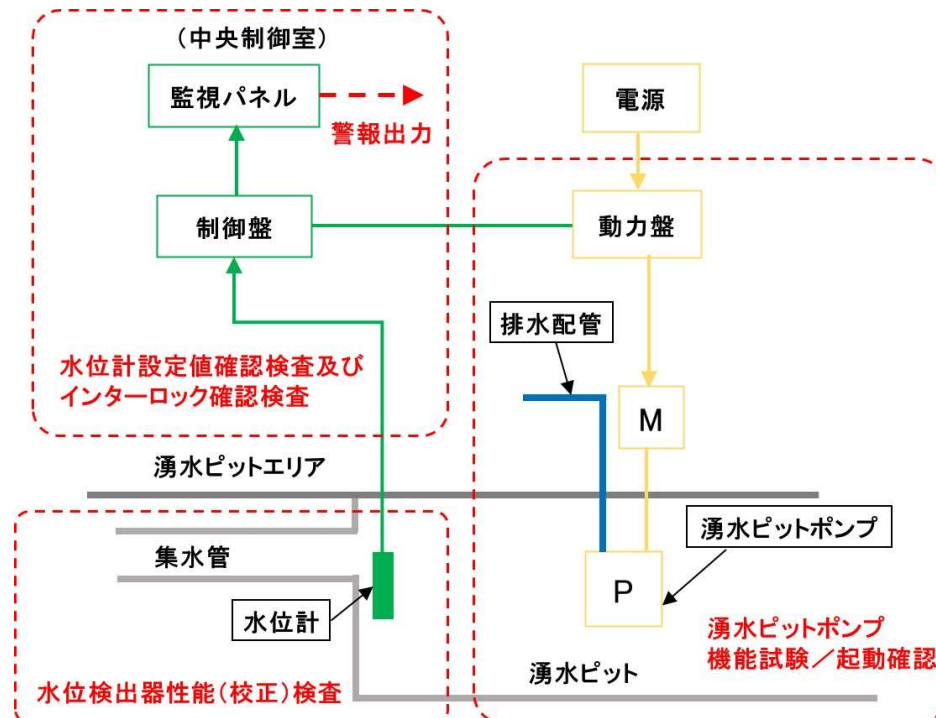 （中央制御室）
監視パネル
警報出力
電源
制御盤
動力盤
排水配管
水位計設定値確認検査及び
インターロック確認検査
M
湧水ピットエリア
集水管
湧水ピットポンプ
P
水位計
湧水ピットポンプ
機能試験／起動確認
湧水ピット
水位検出器性能（校正）検査